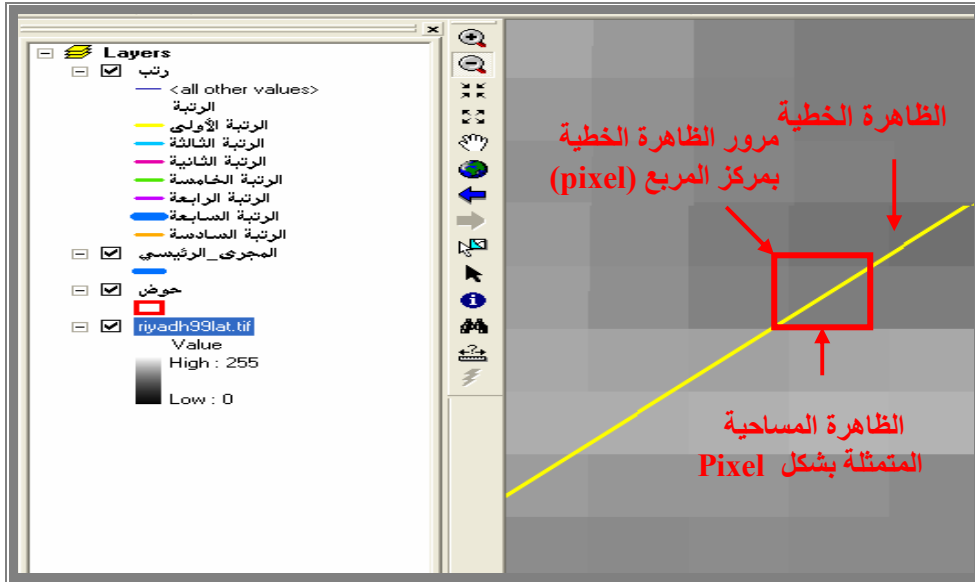 Layers
رتب
<all other values>
الرتبة
الرتبة الأولى
الرتبة الثالثة
الرتبة الثانية
الرتبة الخامسة
الرتبة الرابعة
الرتبة السابعة
الرتبة السادسة
المجرى_الرئيسي
حوض
riyadh99lat.tif
Value
High : 255
Low : 0
الظاهرة الخطية
مرور الظاهرة الخطية
بمركز المربع (pixel)
الظاهرة المساحية
المتمثلة بشكل Pixel